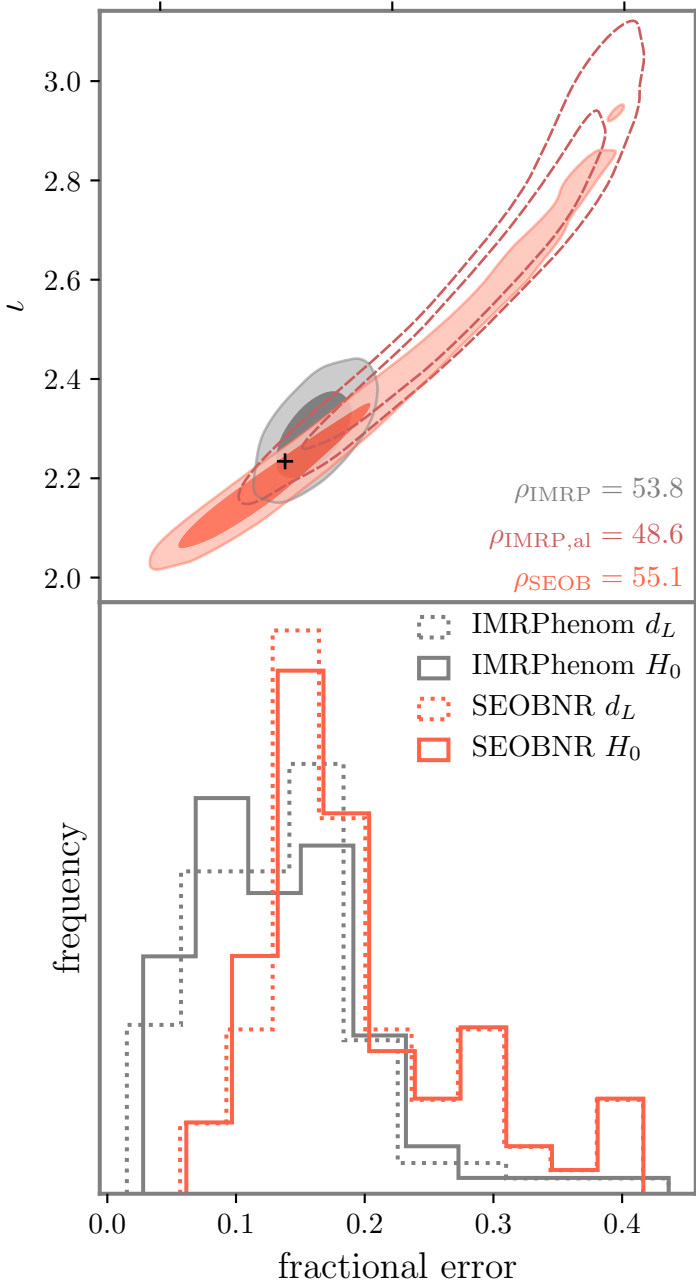 3.0
2.8
2.6
2.4
2.2
2.0
ι
ρIMRP = 53.8
ρIMRP,al = 48.6
ρSEOB = 55.1
IMRPhenom dL
IMRPhenom H0
SEOBNR dL
SEOBNR H0
frequency
0.0 0.1 0.2 0.3 0.4
fractional error